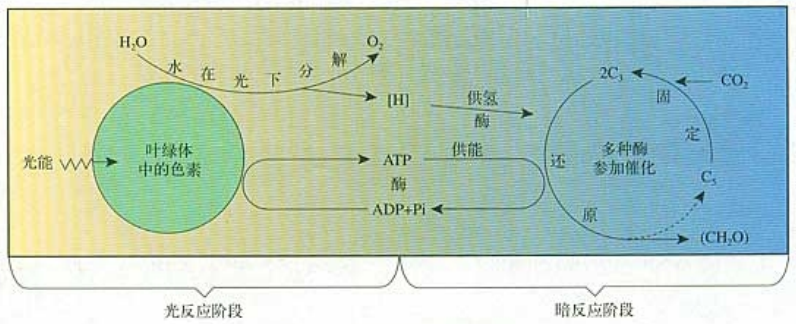 H₂O
水在光下分解
O₂
[H]
供氢
酶
2C₃
CO₂
固定
光能
叶绿体
中的色素
ATP
供能
酶
ADP+Pi
还原
多种酶
参加催化
C₅
(CH₂O)
光反应阶段
暗反应阶段